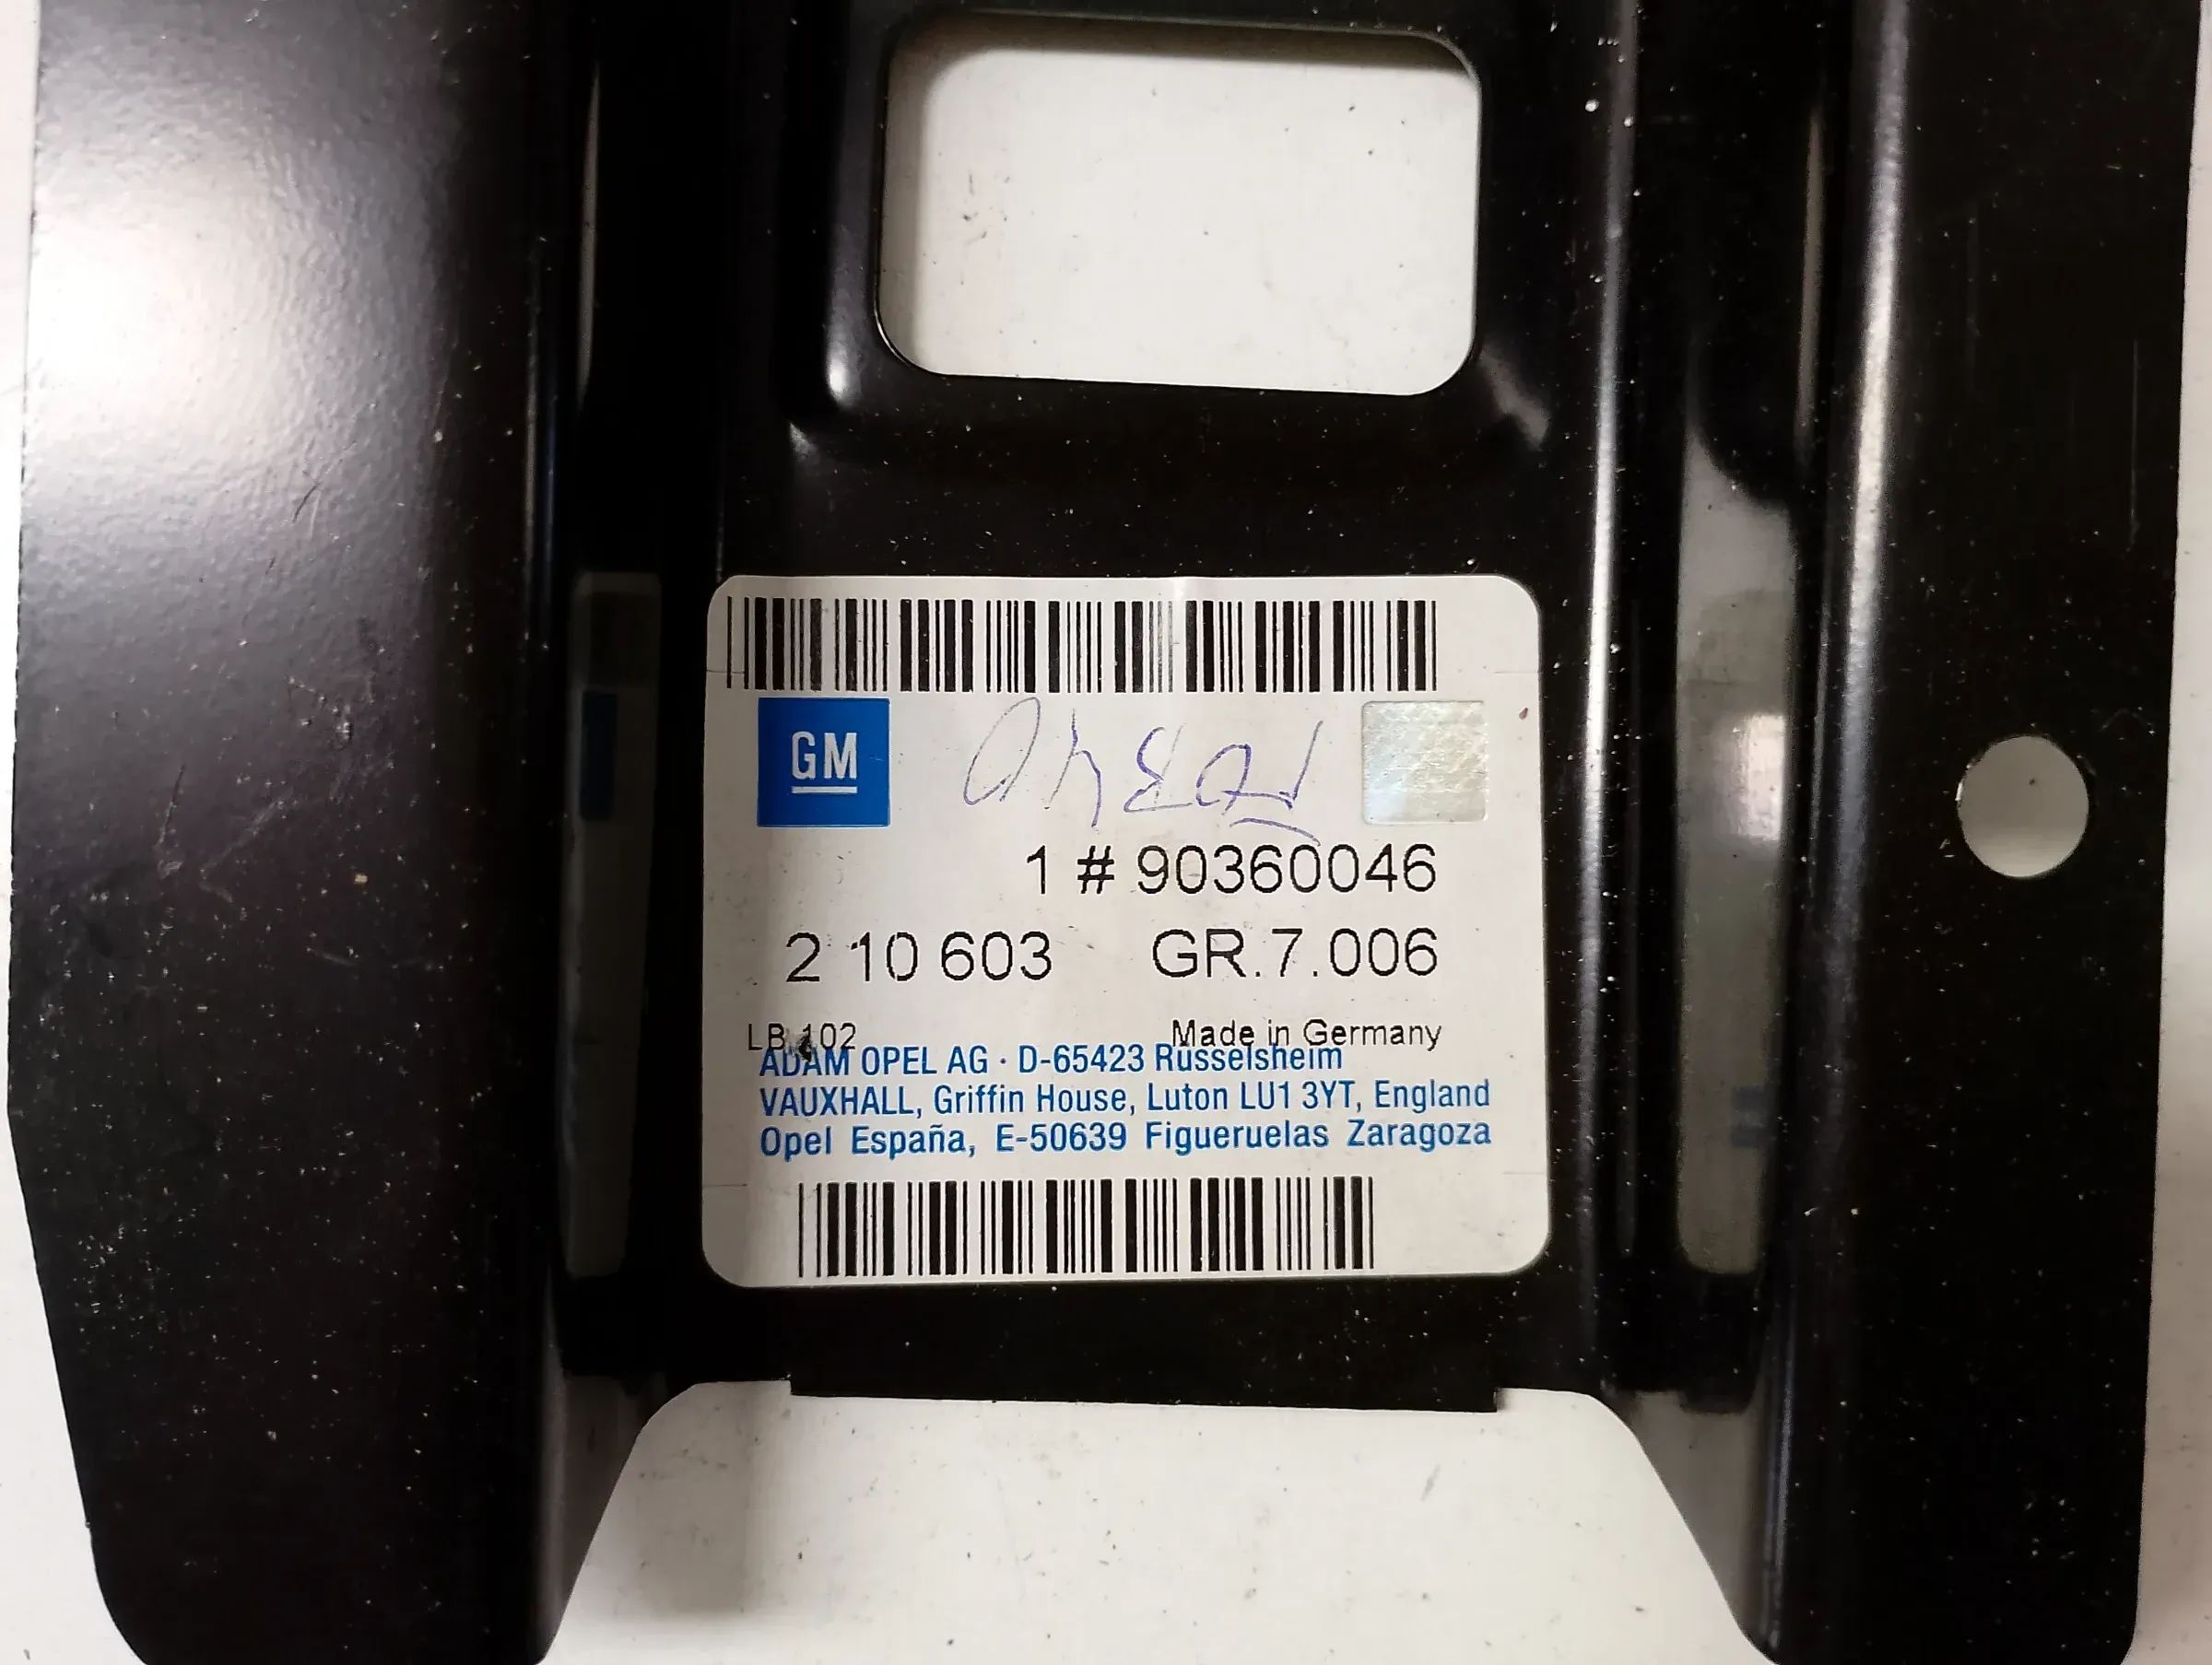 GM
1 # 90360046
2 10 603 GR.7.006
LB 102 Made in Germany
ADAM OPEL AG · D-65423 Rüsselsheim
VAUXHALL, Griffin House, Luton LU1 3YT, England
Opel España, E-50639 Figueruelas Zaragoza